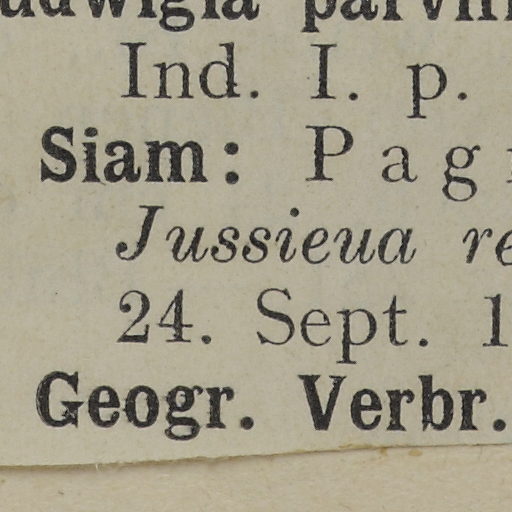 Ind. I. p.
Siam: Pag
Jussieua re
24. Sept. 1
Geogr. Verbr.